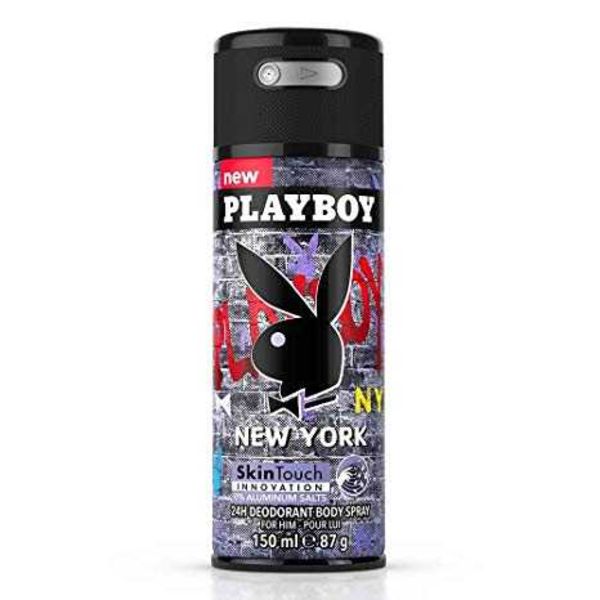 new
PLAYBOY
PLAYBOY
NY
NEW YORK
SkinTouch
INNOVATION
0% ALUMINUM SALTS
24H DEODORANT BODY SPRAY
FOR HIM - POUR LUI
150 ml e 87 g